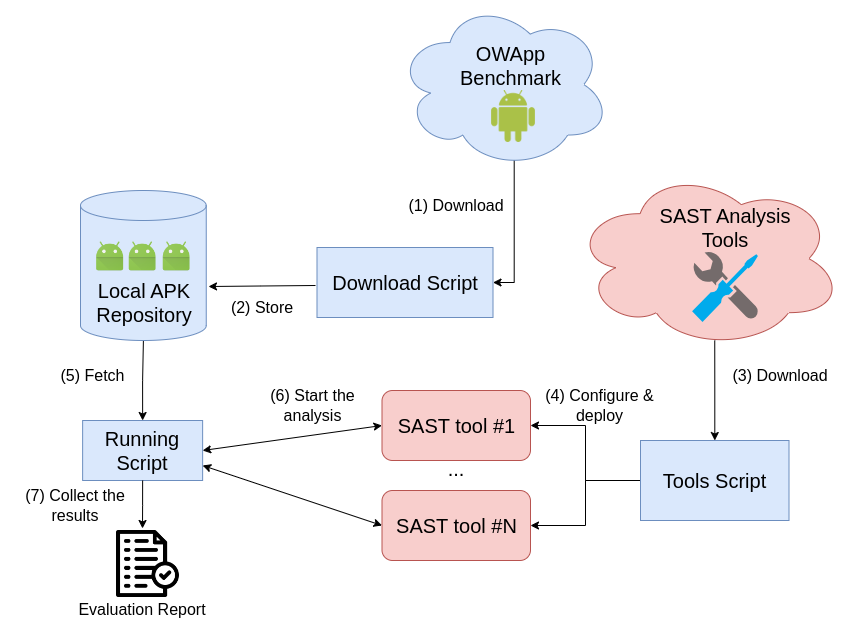 OWApp
Benchmark
(1) Download
SAST Analysis
Tools
Local APK
Repository
Download Script
(2) Store
(3) Download
(5) Fetch
(6) Start the
analysis
(4) Configure &
deploy
SAST tool #1
Running
Script
...
Tools Script
(7) Collect the
results
SAST tool #N
Evaluation Report